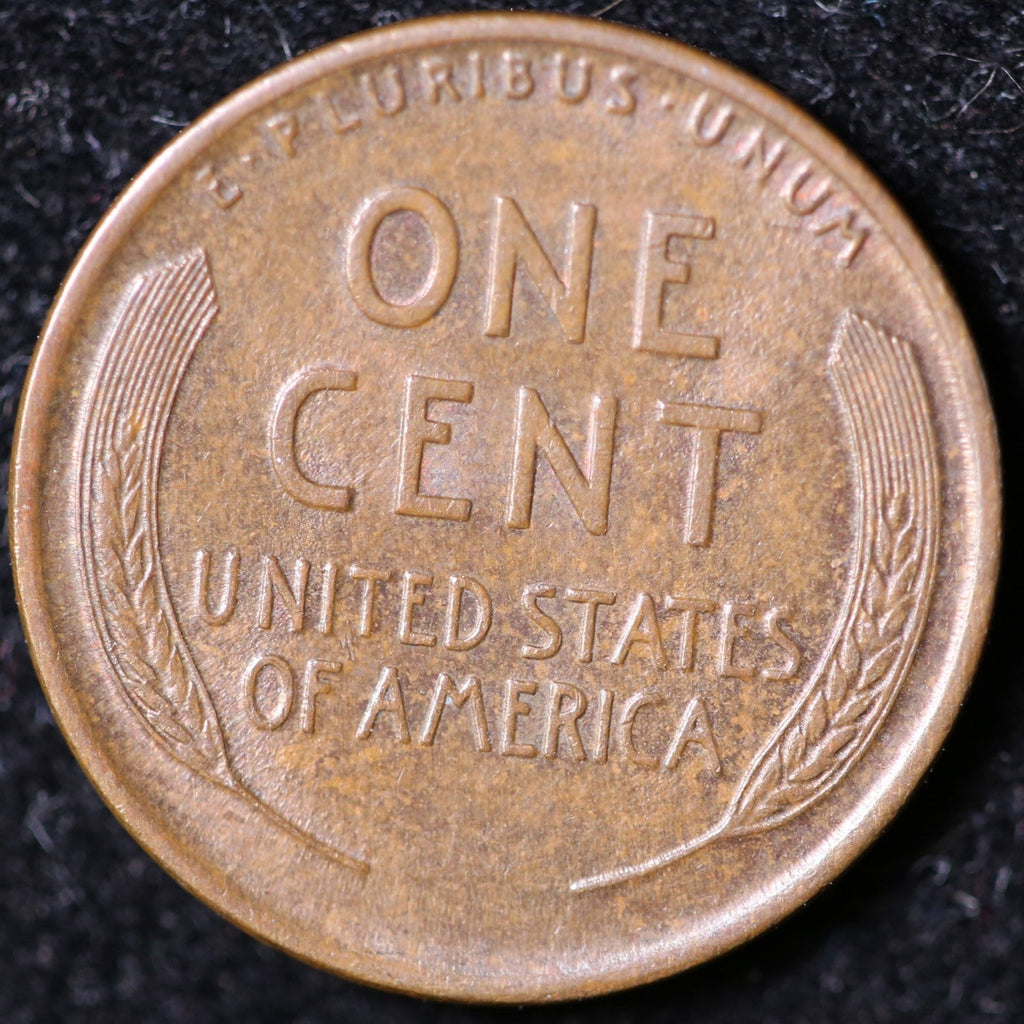 E·PLURIBUS·UNUM
ONE
CENT
UNITED STATES
OF AMERICA